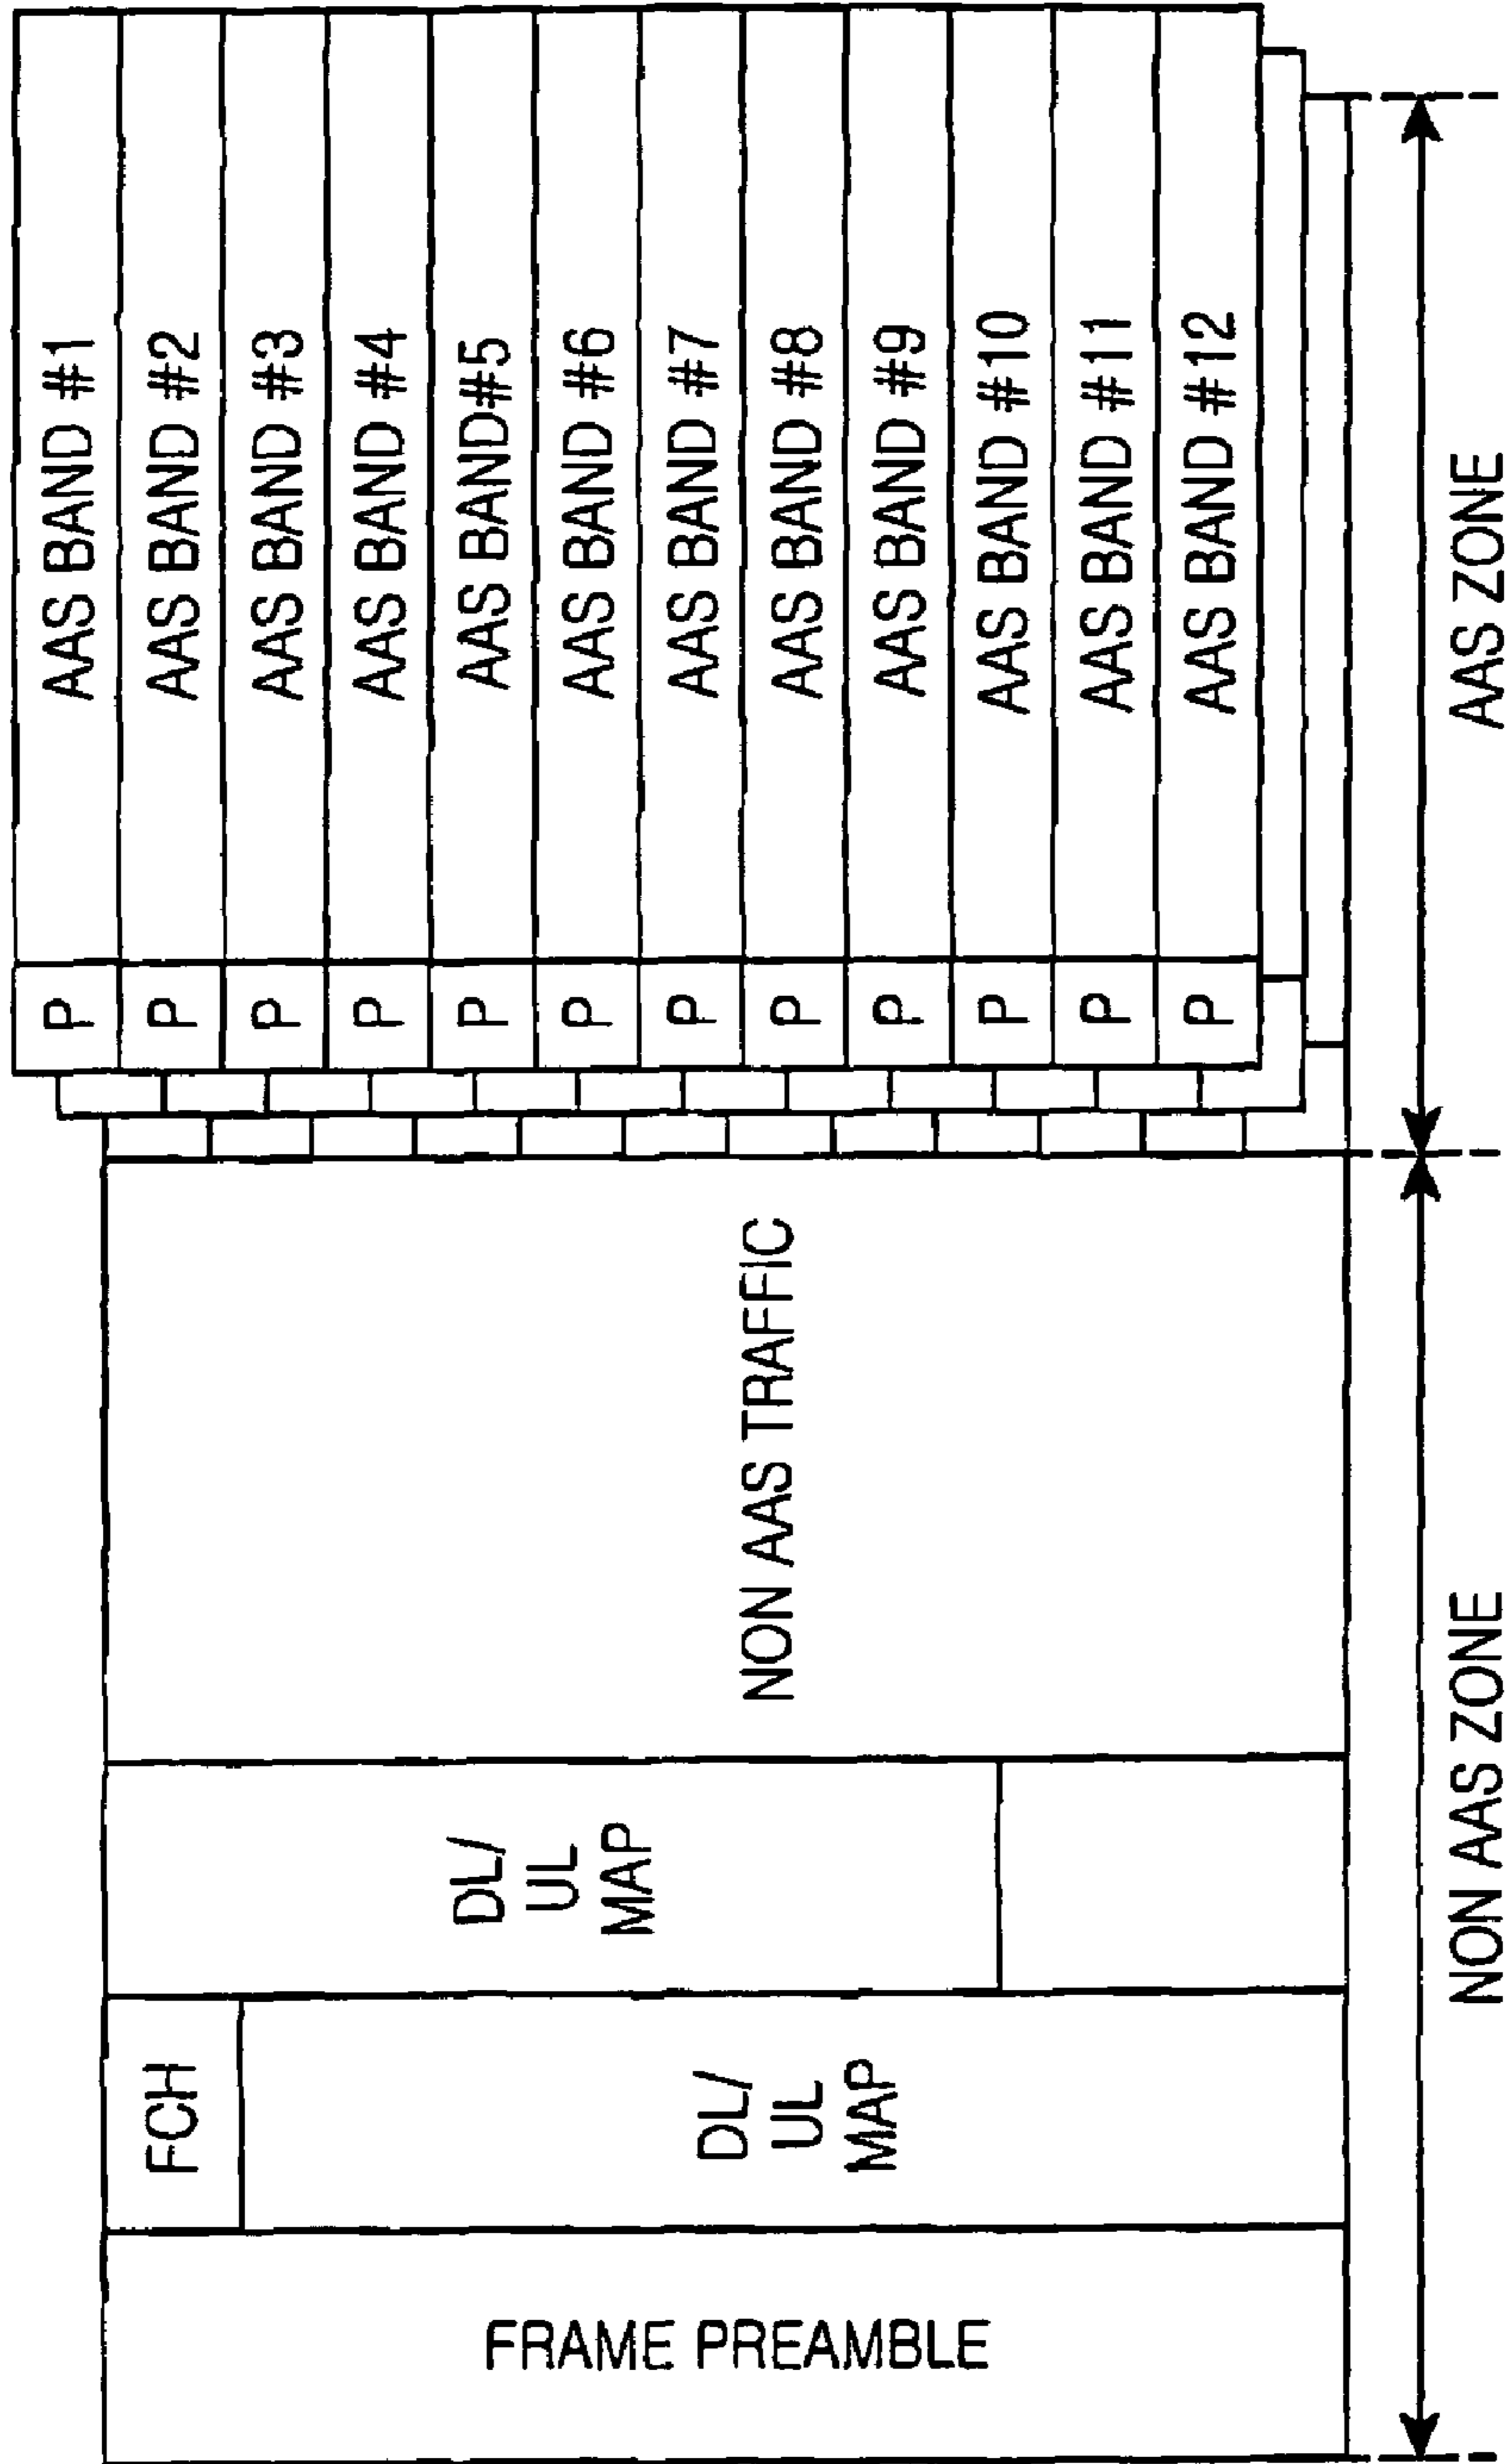 FRAME PREAMBLE
FCH
DL/
UL
MAP
DL/
UL
MAP
NON AAS TRAFFIC
P AAS BAND #1
P AAS BAND #2
P AAS BAND #3
P AAS BAND #4
P AAS BAND#5
P AAS BAND #6
P AAS BAND #7
P AAS BAND #8
P AAS BAND #9
P AAS BAND #10
P AAS BAND #11
P AAS BAND #12
NON AAS ZONE
AAS ZONE